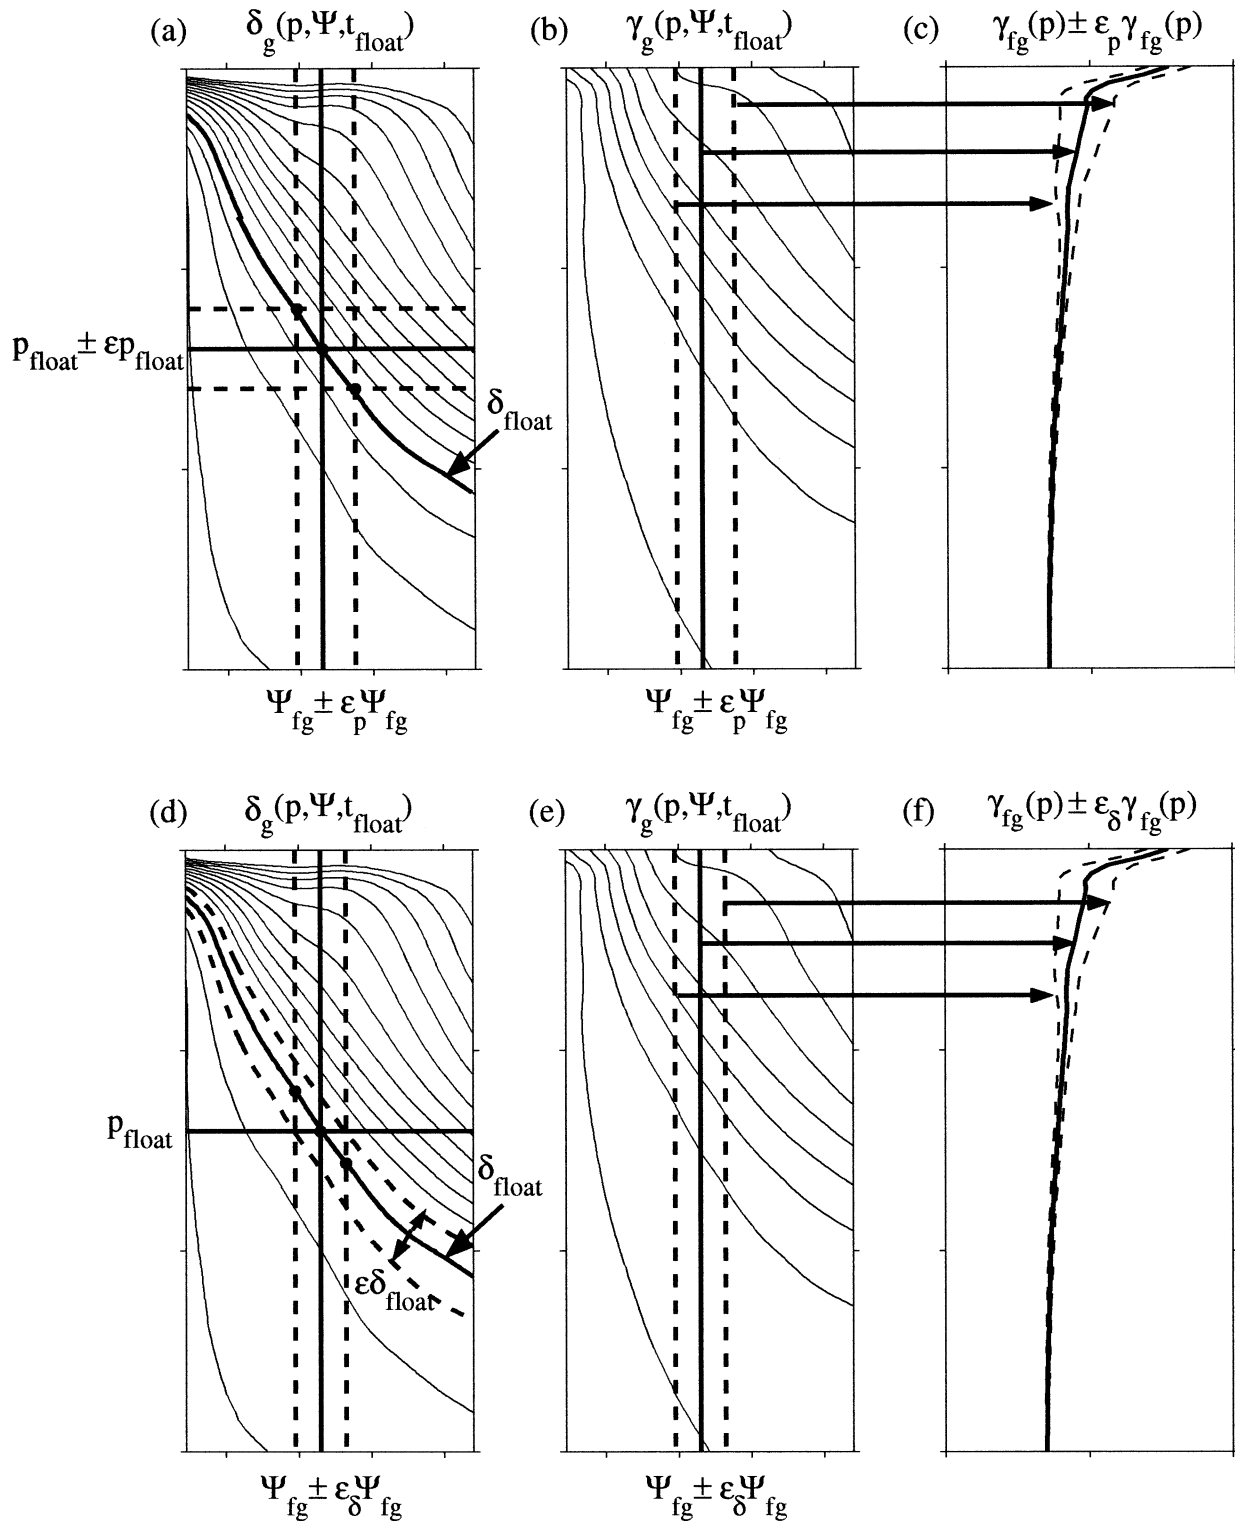 (a) δg(p,Ψ,tfloat)
(b) γg(p,Ψ,tfloat)
(c) γfg(p) ± εpγfg(p)
pfloat ± εpfloat
δfloat
Ψfg ± εpΨfg
Ψfg ± εpΨfg
(d) δg(p,Ψ,tfloat)
(e) γg(p,Ψ,tfloat)
(f) γfg(p) ± εδγfg(p)
pfloat
δfloat
εδfloat
Ψfg ± εδΨfg
Ψfg ± εδΨfg